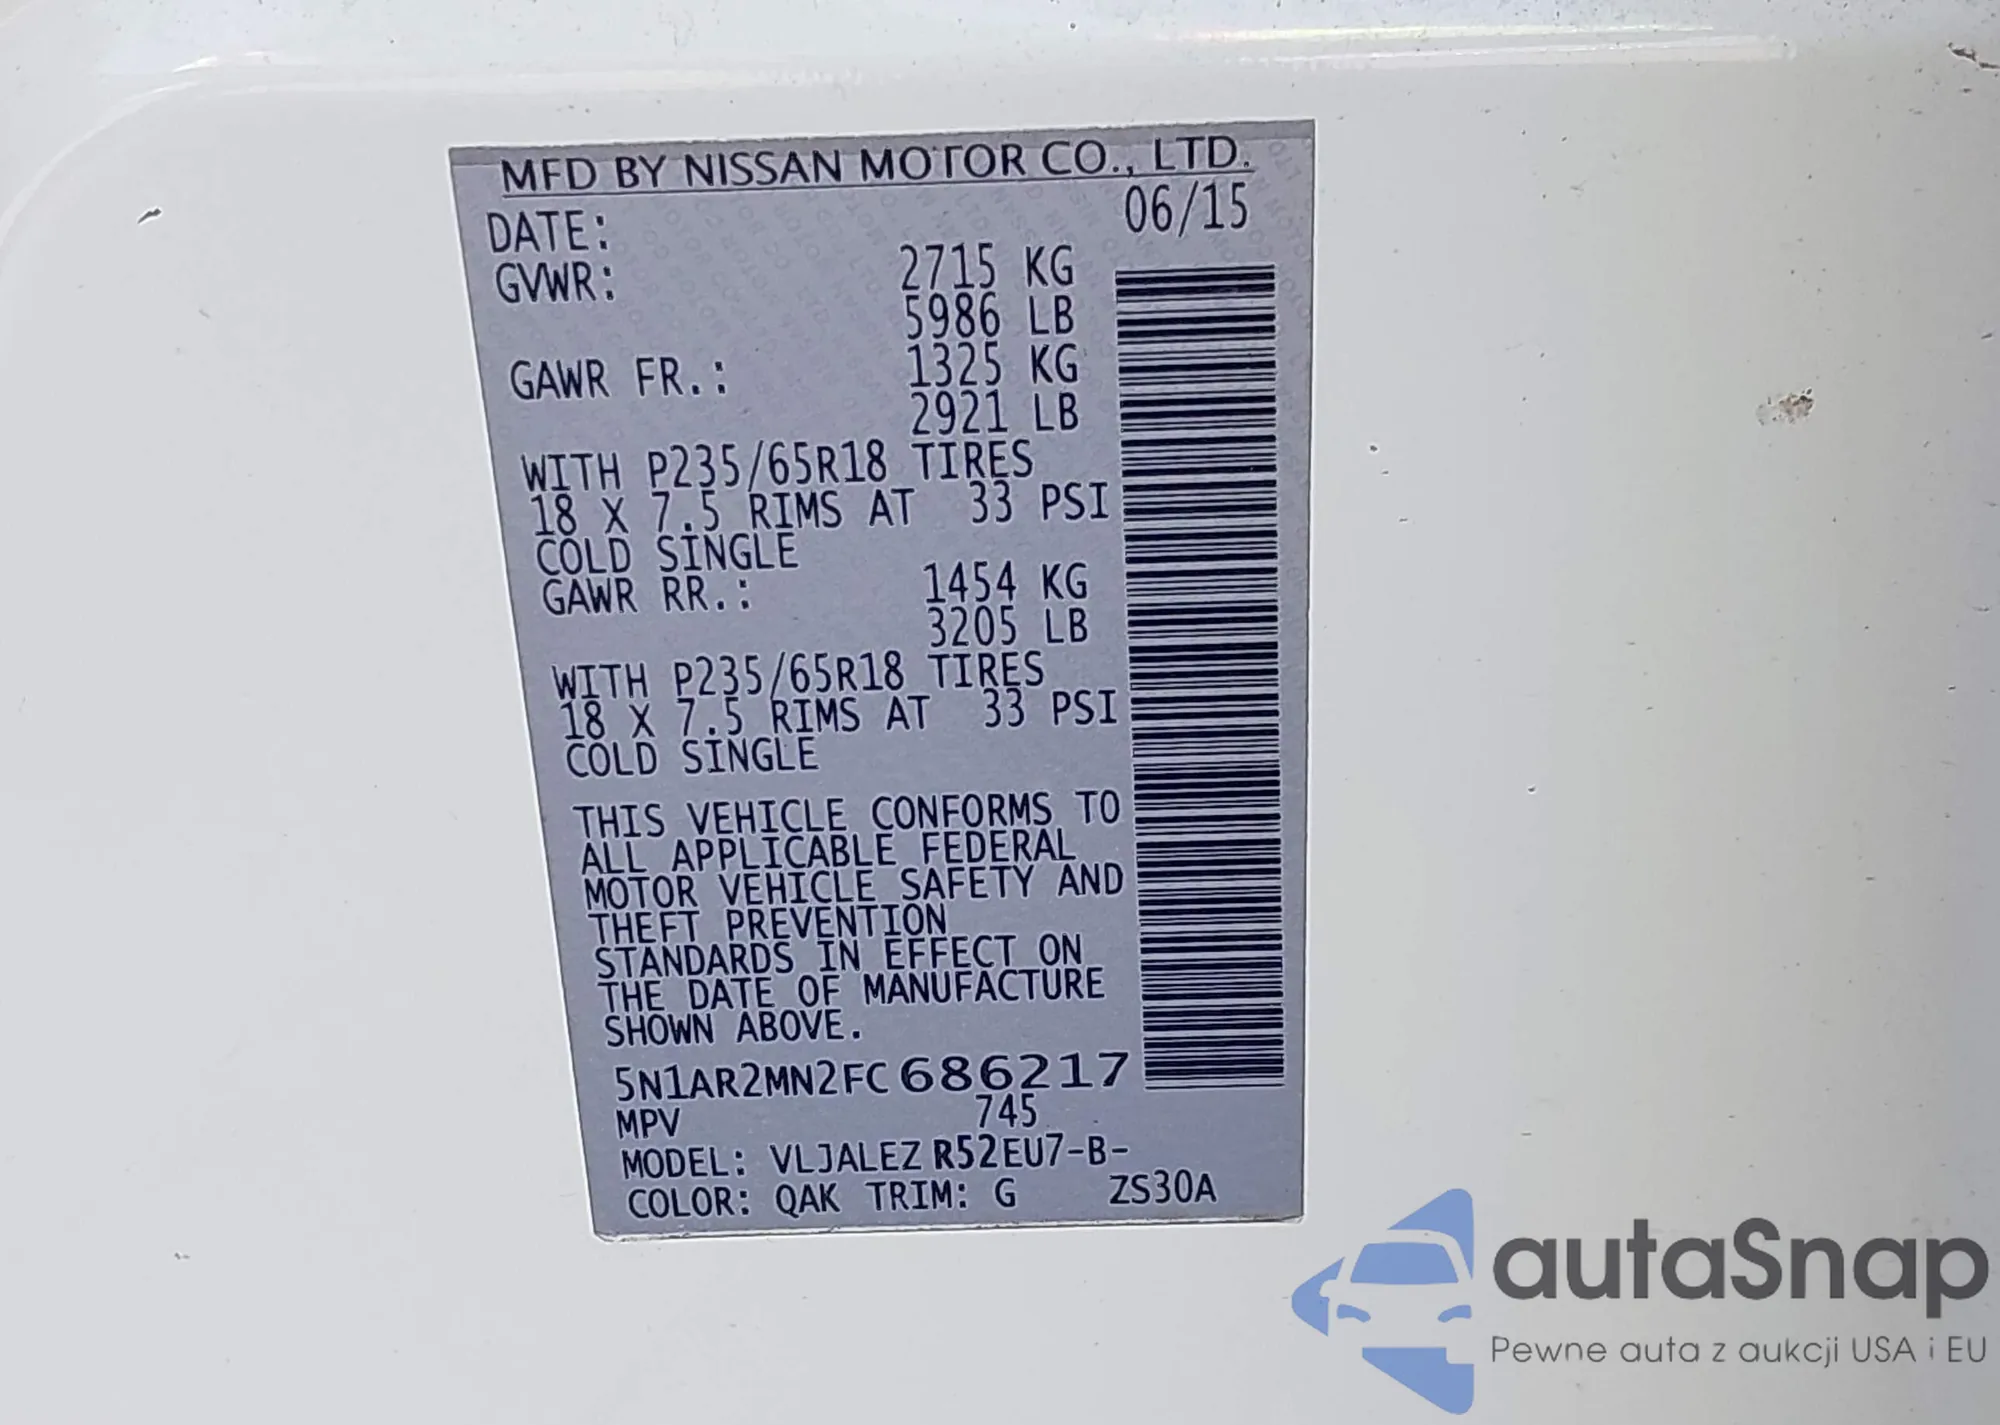 MFD BY NISSAN MOTOR CO., LTD.
DATE: 06/15
GVWR: 2715 KG
5986 LB
GAWR FR.: 1325 KG
2921 LB
WITH P235/65R18 TIRES
18 X 7.5 RIMS AT 33 PSI
COLD SINGLE
GAWR RR.: 1454 KG
3205 LB
WITH P235/65R18 TIRES
18 X 7.5 RIMS AT 33 PSI
COLD SINGLE
THIS VEHICLE CONFORMS TO
ALL APPLICABLE FEDERAL
MOTOR VEHICLE SAFETY AND
THEFT PREVENTION
STANDARDS IN EFFECT ON
THE DATE OF MANUFACTURE
SHOWN ABOVE.
5N1AR2MN2FC686217
MPV 745
MODEL: VLJALEZ R52EU7-B-
COLOR: QAK TRIM: G ZS30A
autaSnap
Pewne auta z aukcji USA i EU